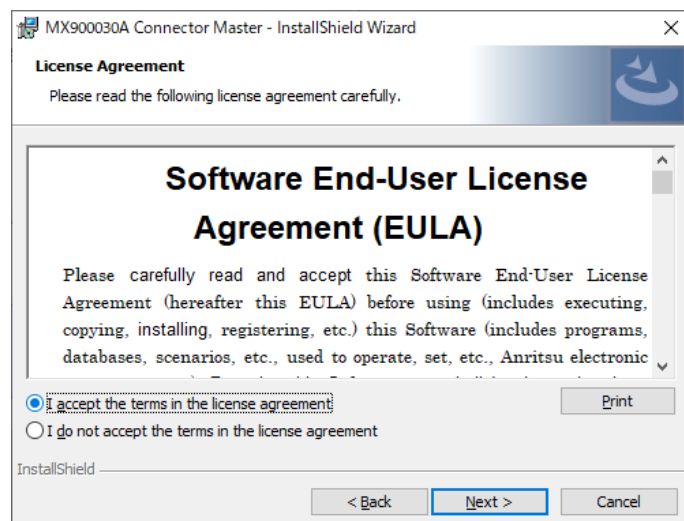 MX900030A Connector Master - InstallShield Wizard
License Agreement
Please read the following license agreement carefully.
Software End-User License
Agreement (EULA)
Please carefully read and accept this Software End-User License
Agreement (hereafter this EULA) before using (includes executing,
copying, installing, registering, etc.) this Software (includes programs,
databases, scenarios, etc., used to operate, set, etc., Anritsu electronic
I accept the terms in the license agreement
Print
I do not accept the terms in the license agreement
InstallShield
< Back
Next >
Cancel